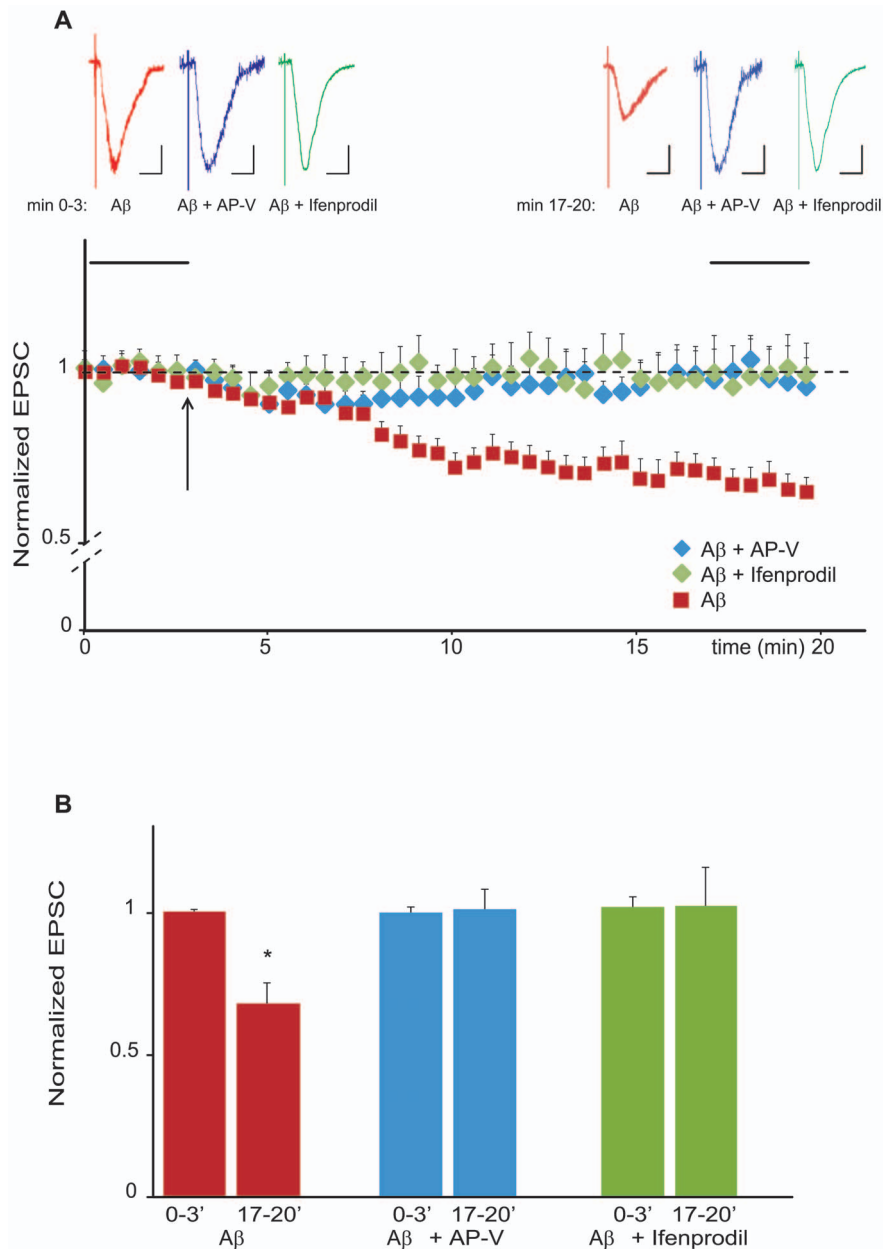 A
min 0-3: Aβ Aβ + AP-V Aβ + Ifenprodil
min 17-20: Aβ Aβ + AP-V Aβ + Ifenprodil
Normalized EPSC
1
0.5
0
Aβ + AP-V
Aβ + Ifenprodil
Aβ
0 5 10 15 time (min) 20
B
Normalized EPSC
1
0.5
0
*
0-3' 17-20' 0-3' 17-20' 0-3' 17-20'
Aβ Aβ + AP-V Aβ + Ifenprodil